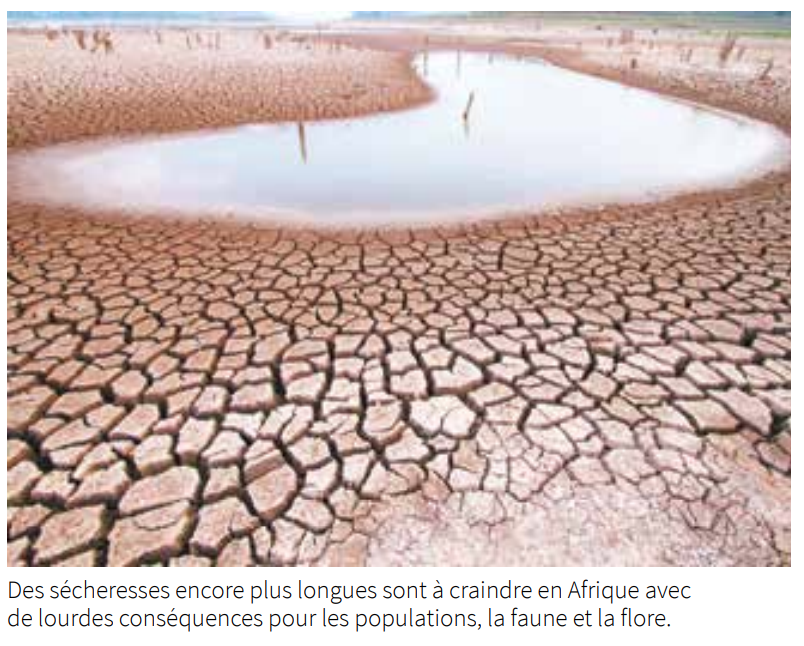 Des sécheresses encore plus longues sont à craindre en Afrique avec
de lourdes conséquences pour les populations, la faune et la flore.